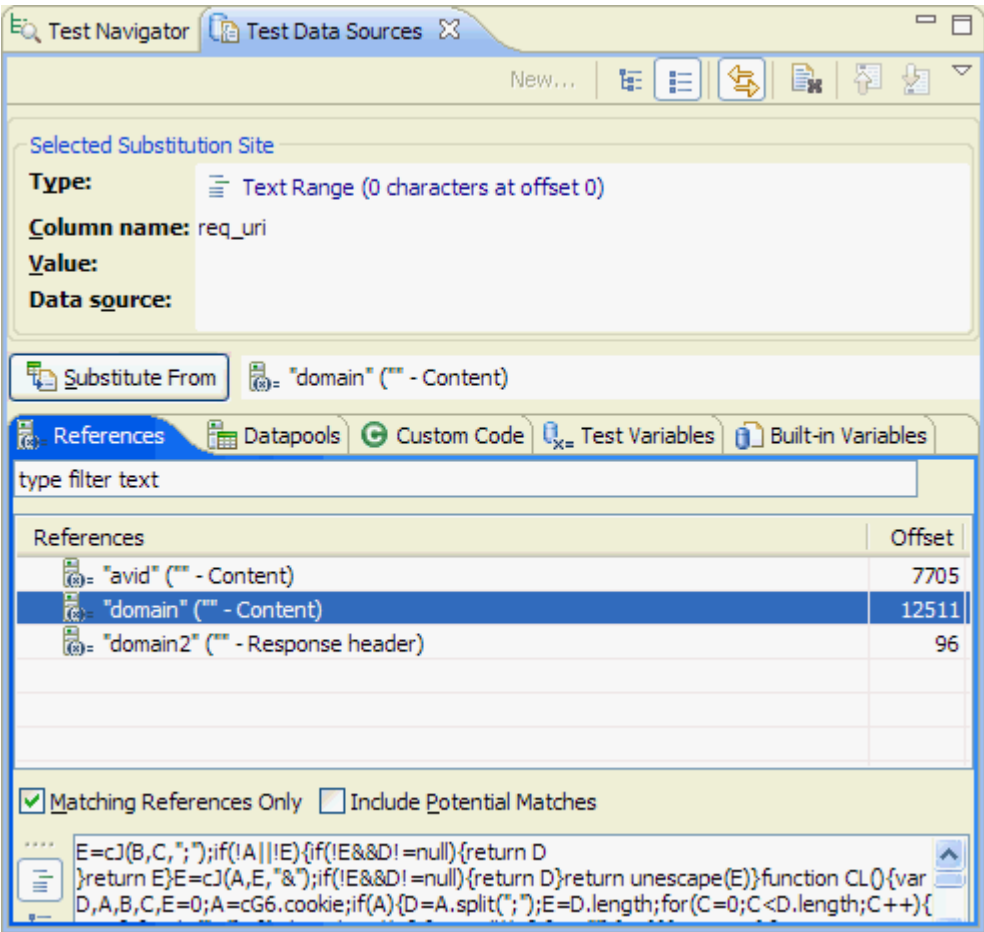 Test Navigator Test Data Sources
New...
Selected Substitution Site
Type: Text Range (0 characters at offset 0)
Column name: req_uri
Value:
Data source:
Substitute From "domain" ("" - Content)
References Datapools Custom Code Test Variables Built-in Variables
type filter text
References Offset
"avid" ("" - Content) 7705
"domain" ("" - Content) 12511
"domain2" ("" - Response header) 96
Matching References Only Include Potential Matches
E=cJ(B,C,";");if(!A||!E){if(!E&&D!=null){return D
}return E}E=cJ(A,E,"&");if(!E&&D!=null){return D}return unescape(E)}function CL(){var
D,A,B,C,E=0;A=cG6.cookie;if(A){D=A.split(";");E=D.length;for(C=0;C<D.length;C++){